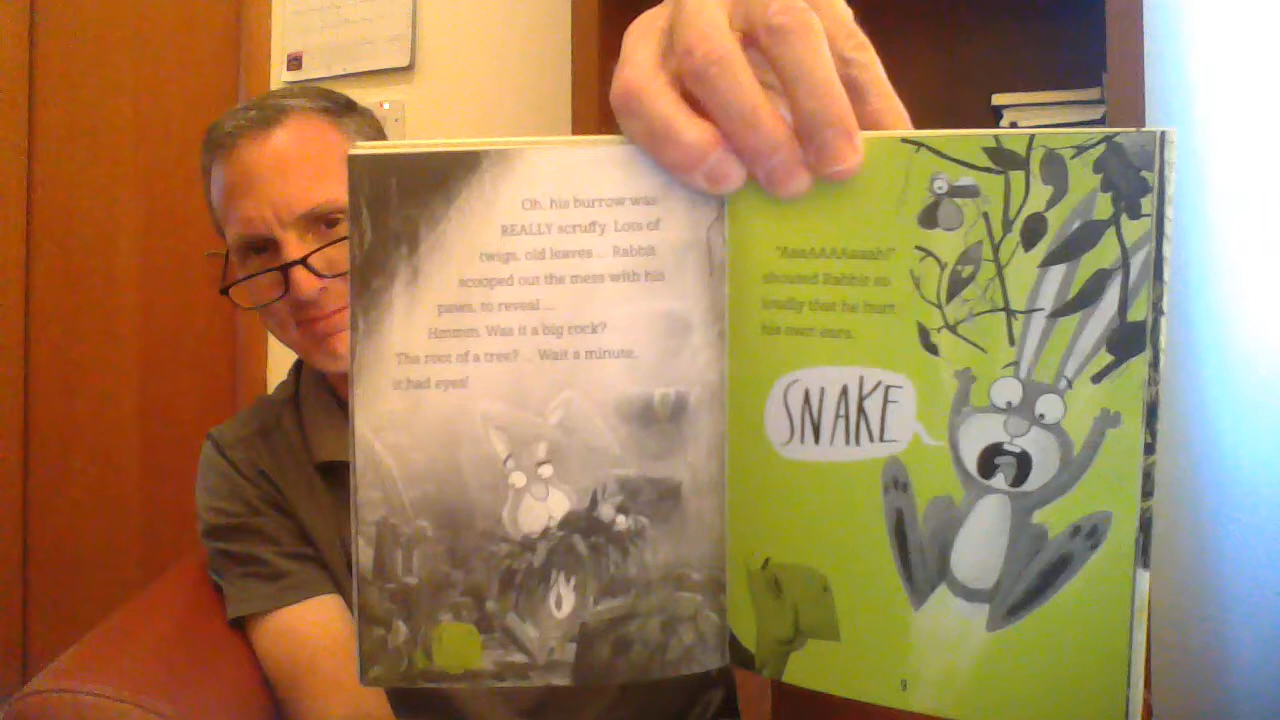 Oh, his burrow was
REALLY scruffy. Lots of
twigs, old leaves ... Rabbit
scooped out the mess with his
paws, to reveal ...
Hmmm. Was it a big rock?
The root of a tree? ... Wait a minute,
it had eyes!
"AaaAAAAaaah!"
shouted Rabbit so
loudly that he hurt
his own ears.
SNAKE
9